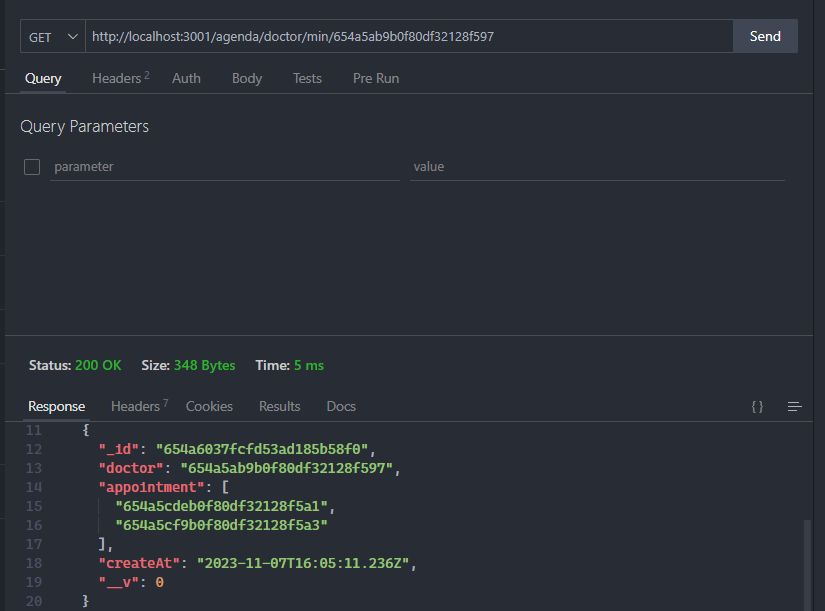 GET http://localhost:3001/agenda/doctor/min/654a5ab9b0f80df32128f597 Send
Query Headers 2 Auth Body Tests Pre Run
Query Parameters
parameter value
Status: 200 OK Size: 348 Bytes Time: 5 ms
Response Headers 7 Cookies Results Docs { }
11 {
12 "_id": "654a6037fcfd53ad185b58f0",
13 "doctor": "654a5ab9b0f80df32128f597",
14 "appointment": [
15 "654a5cdeb0f80df32128f5a1",
16 "654a5cf9b0f80df32128f5a3"
17 ],
18 "createAt": "2023-11-07T16:05:11.236Z",
19 "__v": 0
20 }